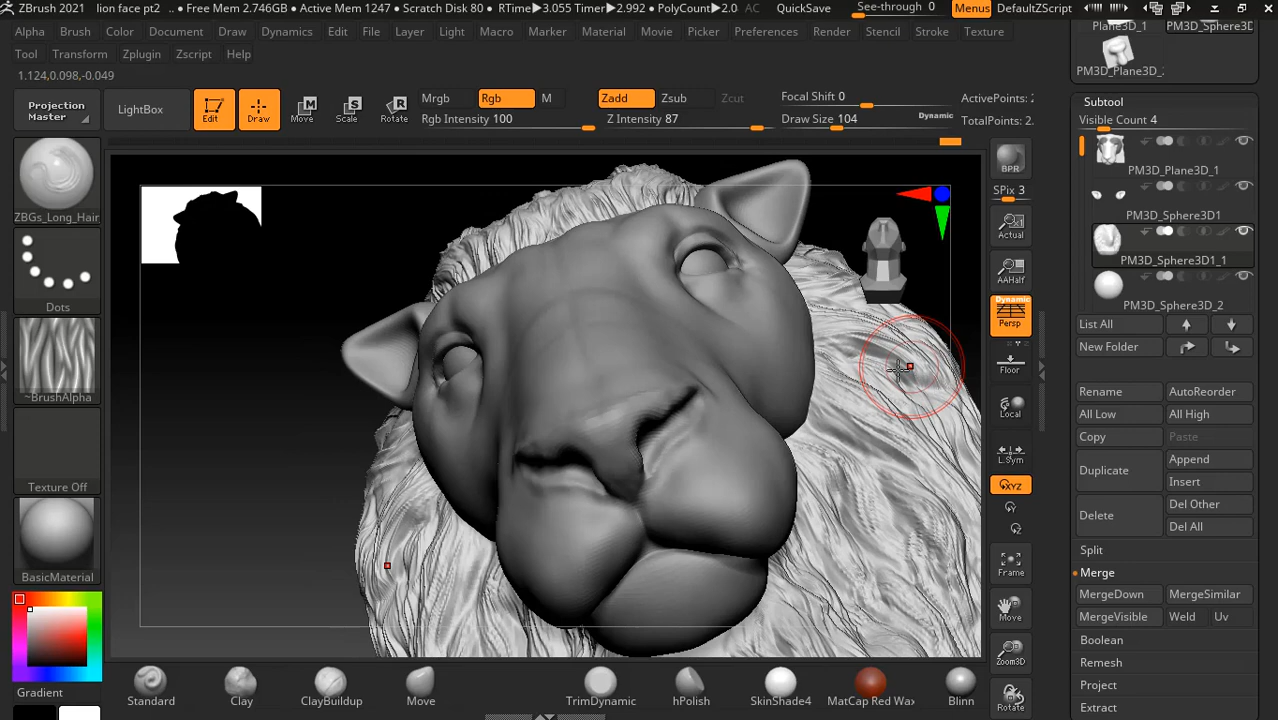 ZBrush 2021 lion face pt2 .. • Free Mem 2.746GB • Active Mem 1247 • Scratch Disk 80 • RTime▶3.055 Timer▶2.992 • PolyCount▶2.0 AC QuickSave See-through 0 Menus DefaultZScript
Alpha Brush Color Document Draw Dynamics Edit File Layer Light Macro Marker Material Movie Picker Preferences Render Stencil Stroke Texture
Tool Transform Zplugin Zscript Help
1.124,0.098,-0.049
Projection Master
LightBox
Edit Draw Move Scale Rotate
Mrgb Rgb M
Rgb Intensity 100
Zadd Zsub Zcut
Z Intensity 87
Focal Shift 0
Draw Size 104 Dynamic
ActivePoints: 2
TotalPoints: 2.
ZBGs_Long_Hair
Dots
~BrushAlpha
Texture Off
BasicMaterial
Gradient
BPR
SPix 3
Actual
AAHalf
Dynamic
Persp
Floor
Local
L.Sym
XYZ
Frame
Move
Zoom3D
Rotate
Plane3D_1 PM3D_Sphere3D
PM3D_Plane3D_
Subtool
Visible Count 4
PM3D_Plane3D_1
PM3D_Sphere3D1
PM3D_Sphere3D1_1
PM3D_Sphere3D_2
List All
New Folder
Rename AutoReorder
All Low All High
Copy Paste
Duplicate Append
Insert
Delete Del Other
Del All
Split
Merge
MergeDown MergeSimilar
MergeVisible Weld Uv
Boolean
Remesh
Project
Extract
Standard Clay ClayBuildup Move TrimDynamic hPolish SkinShade4 MatCap Red Wax Blinn